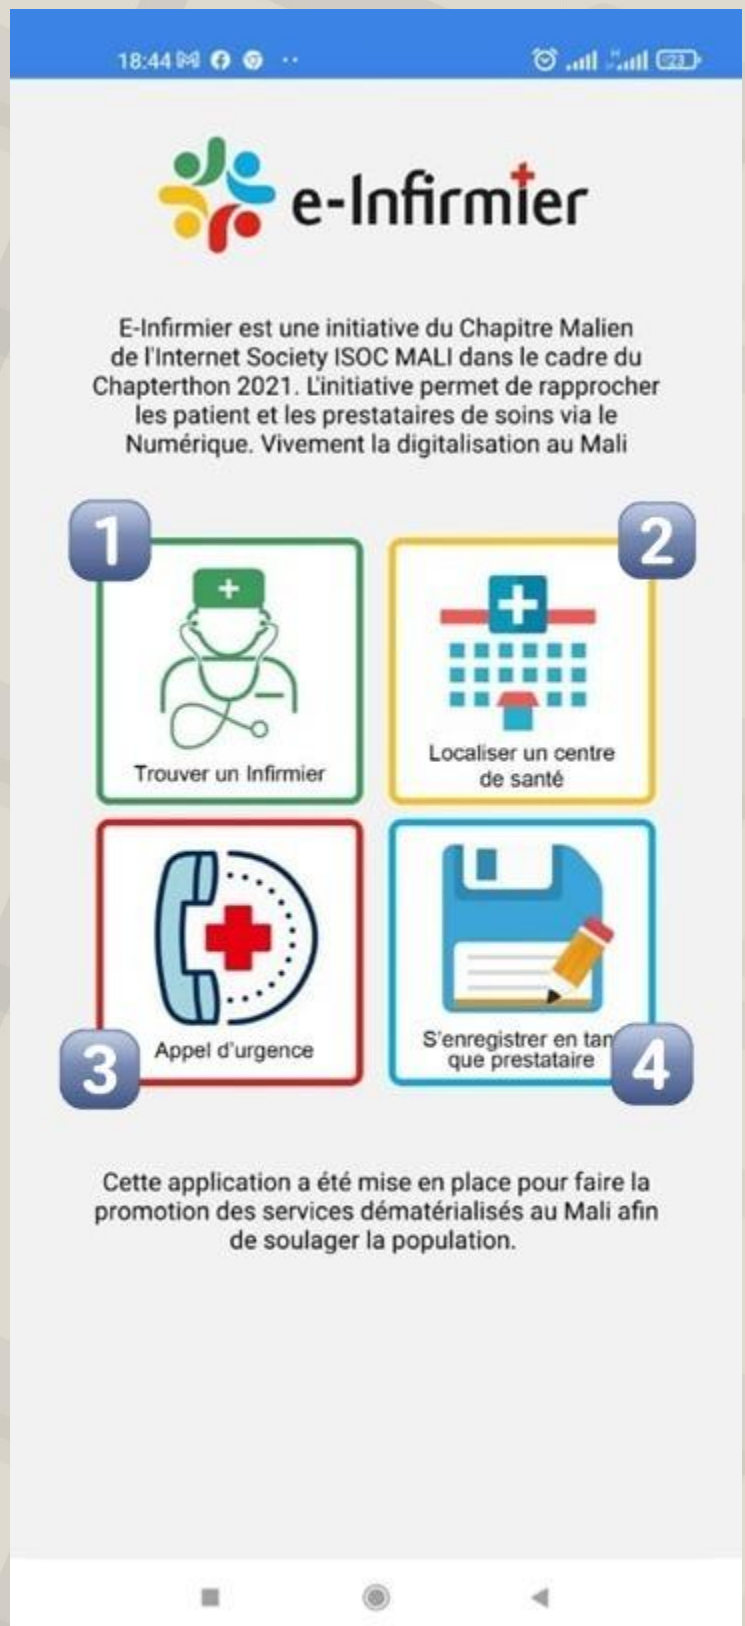 18:44
23
e-Infirmier
E-Infirmier est une initiative du Chapitre Malien
de l'Internet Society ISOC MALI dans le cadre du
Chapterthon 2021. L'initiative permet de rapprocher
les patient et les prestataires de soins via le
Numérique. Vivement la digitalisation au Mali
1
2
Trouver un Infirmier
Localiser un centre
de santé
3
Appel d'urgence
S'enregistrer en tan
que prestataire
4
Cette application a été mise en place pour faire la
promotion des services dématérialisés au Mali afin
de soulager la population.